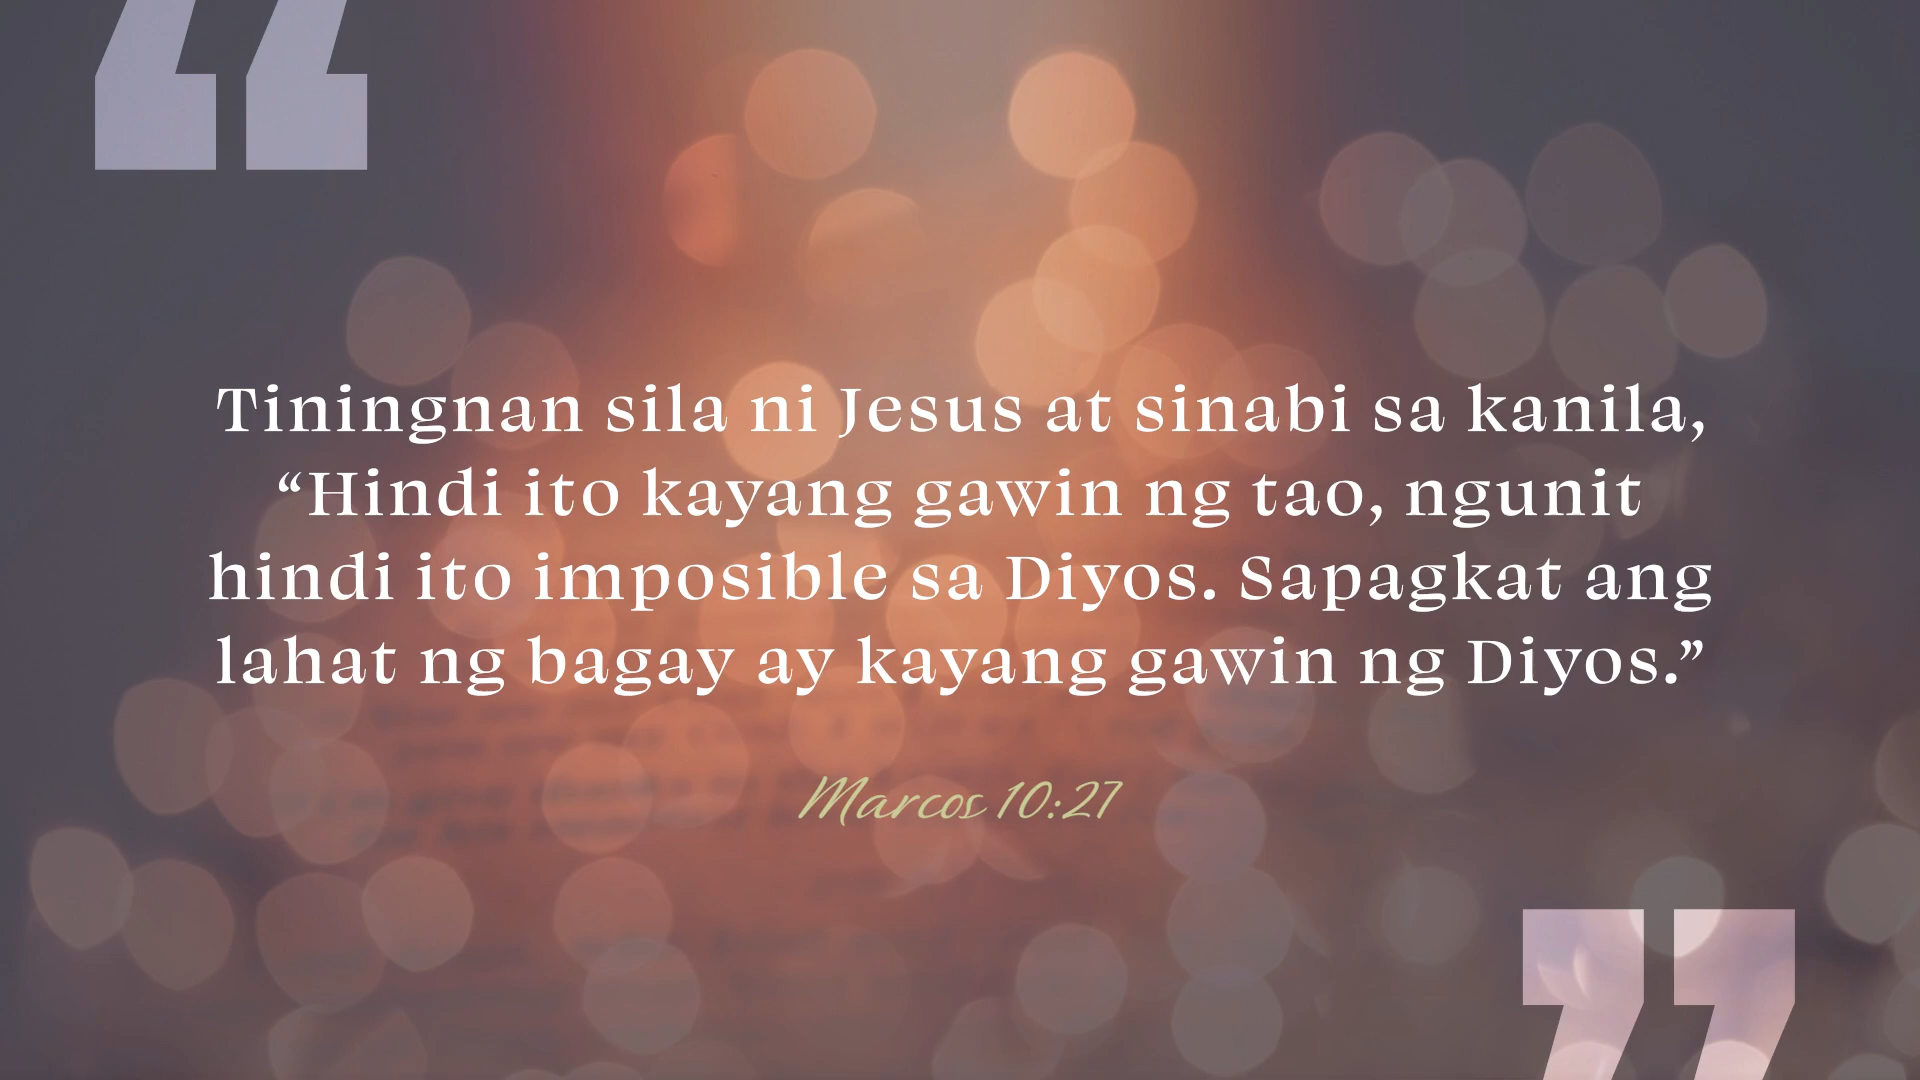 Tiningnan sila ni Jesus at sinabi sa kanila,
“Hindi ito kayang gawin ng tao, ngunit
hindi ito imposible sa Diyos. Sapagkat ang
lahat ng bagay ay kayang gawin ng Diyos.”
Marcos 10:27